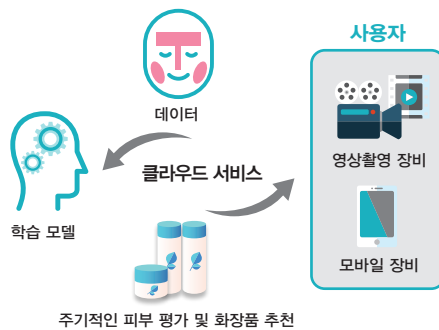 사용자
데이터
영상촬영 장비
클라우드 서비스
학습 모델
모바일 장비
주기적인 피부 평가 및 화장품 추천